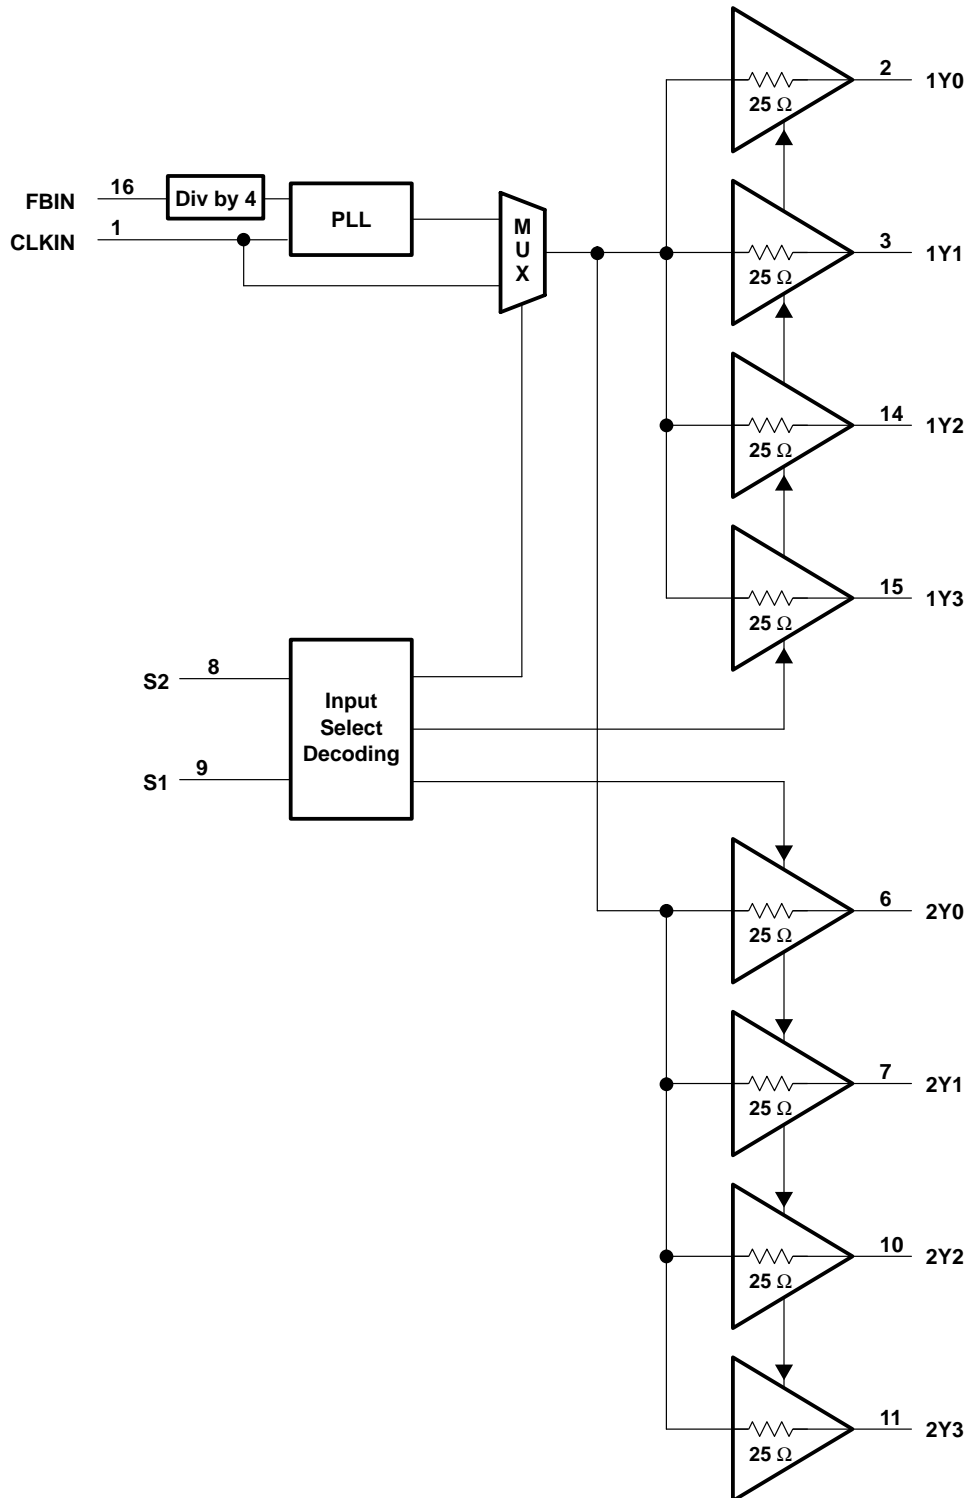 2
1Y0
25 Ω
FBIN
16
Div by 4
CLKIN
1
PLL
M
U
X
3
1Y1
25 Ω
14
1Y2
25 Ω
15
1Y3
25 Ω
S2
8
S1
9
Input
Select
Decoding
6
2Y0
25 Ω
7
2Y1
25 Ω
10
2Y2
25 Ω
11
2Y3
25 Ω